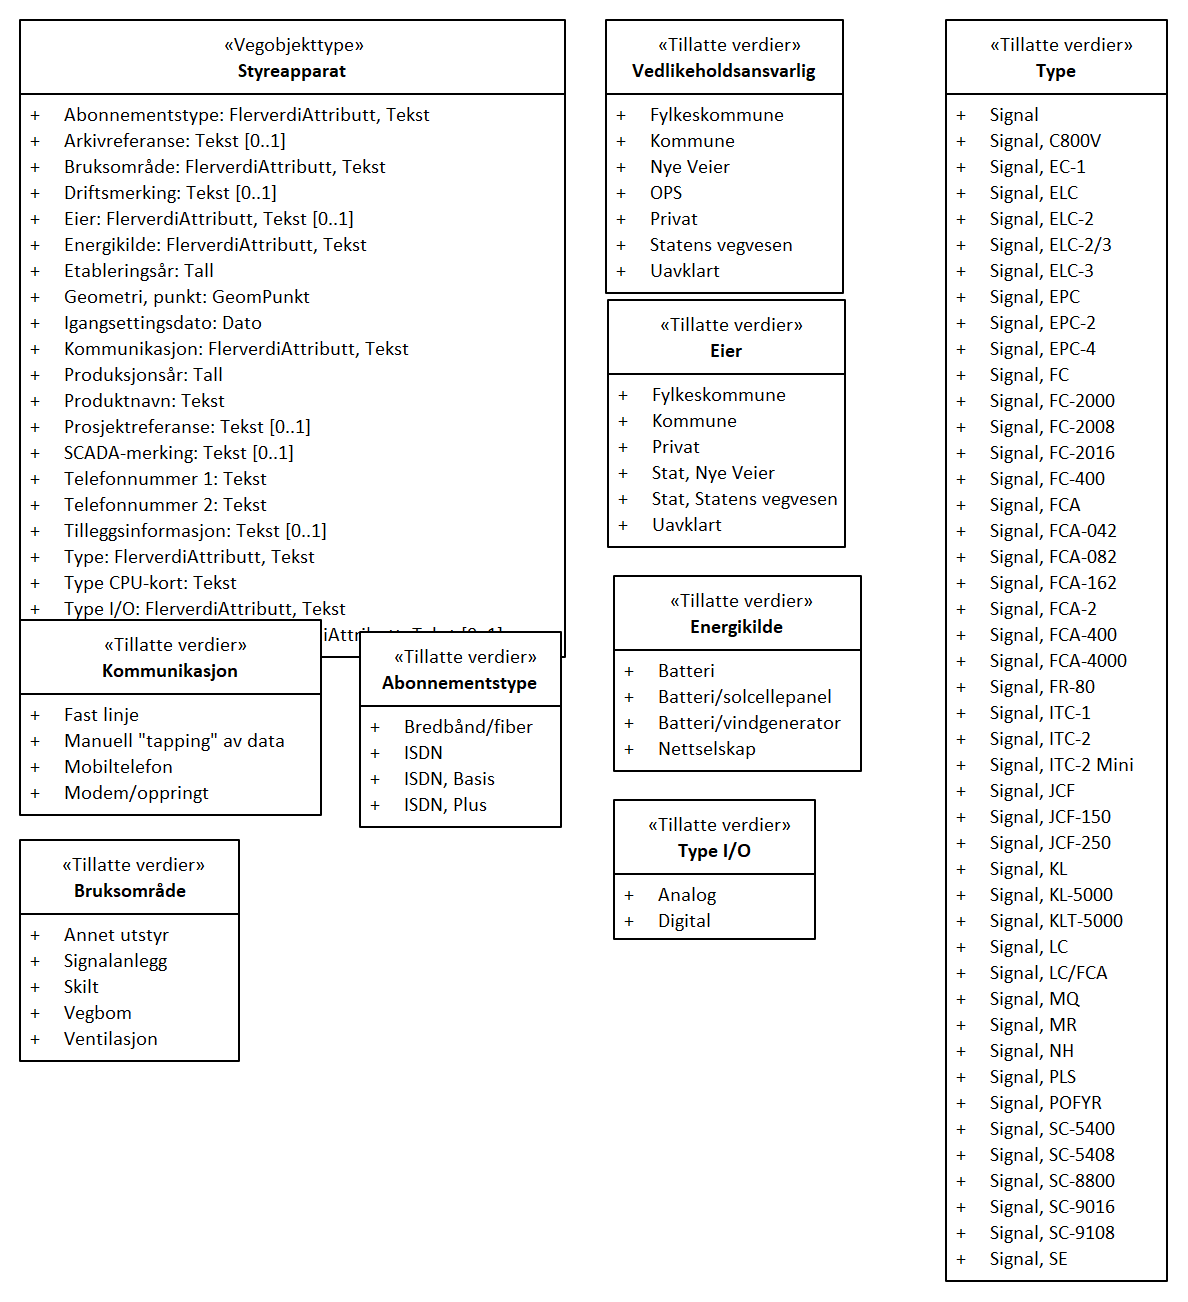 «Vegobjekttype»
Styreapparat
+ Abonnementstype: FlerverdiAttributt, Tekst
+ Arkivreferanse: Tekst [0..1]
+ Bruksområde: FlerverdiAttributt, Tekst
+ Driftsmerking: Tekst [0..1]
+ Eier: FlerverdiAttributt, Tekst [0..1]
+ Energikilde: FlerverdiAttributt, Tekst
+ Etableringsår: Tall
+ Geometri, punkt: GeomPunkt
+ Igangsettingsdato: Dato
+ Kommunikasjon: FlerverdiAttributt, Tekst
+ Produksjonsår: Tall
+ Produktnavn: Tekst
+ Prosjektreferanse: Tekst [0..1]
+ SCADA-merking: Tekst [0..1]
+ Telefonnummer 1: Tekst
+ Telefonnummer 2: Tekst
+ Tilleggsinformasjon: Tekst [0..1]
+ Type: FlerverdiAttributt, Tekst
+ Type CPU-kort: Tekst
+ Type I/O: FlerverdiAttributt, Tekst
«Tillatte verdier»
Kommunikasjon
+ Fast linje
+ Manuell "tapping" av data
+ Mobiltelefon
+ Modem/oppringt
«Tillatte verdier»
Abonnementstype
+ Bredbånd/fiber
+ ISDN
+ ISDN, Basis
+ ISDN, Plus
«Tillatte verdier»
Bruksområde
+ Annet utstyr
+ Signalanlegg
+ Skilt
+ Vegbom
+ Ventilasjon
«Tillatte verdier»
Vedlikeholdsansvarlig
+ Fylkeskommune
+ Kommune
+ Nye Veier
+ OPS
+ Privat
+ Statens vegvesen
+ Uavklart
«Tillatte verdier»
Eier
+ Fylkeskommune
+ Kommune
+ Privat
+ Stat, Nye Veier
+ Stat, Statens vegvesen
+ Uavklart
«Tillatte verdier»
Energikilde
+ Batteri
+ Batteri/solcellepanel
+ Batteri/vindgenerator
+ Nettselskap
«Tillatte verdier»
Type I/O
+ Analog
+ Digital
«Tillatte verdier»
Type
+ Signal
+ Signal, C800V
+ Signal, EC-1
+ Signal, ELC
+ Signal, ELC-2
+ Signal, ELC-2/3
+ Signal, ELC-3
+ Signal, EPC
+ Signal, EPC-2
+ Signal, EPC-4
+ Signal, FC
+ Signal, FC-2000
+ Signal, FC-2008
+ Signal, FC-2016
+ Signal, FC-400
+ Signal, FCA
+ Signal, FCA-042
+ Signal, FCA-082
+ Signal, FCA-162
+ Signal, FCA-2
+ Signal, FCA-400
+ Signal, FCA-4000
+ Signal, FR-80
+ Signal, ITC-1
+ Signal, ITC-2
+ Signal, ITC-2 Mini
+ Signal, JCF
+ Signal, JCF-150
+ Signal, JCF-250
+ Signal, KL
+ Signal, KL-5000
+ Signal, KLT-5000
+ Signal, LC
+ Signal, LC/FCA
+ Signal, MQ
+ Signal, MR
+ Signal, NH
+ Signal, PLS
+ Signal, POFYR
+ Signal, SC-5400
+ Signal, SC-5408
+ Signal, SC-8800
+ Signal, SC-9016
+ Signal, SC-9108
+ Signal, SE